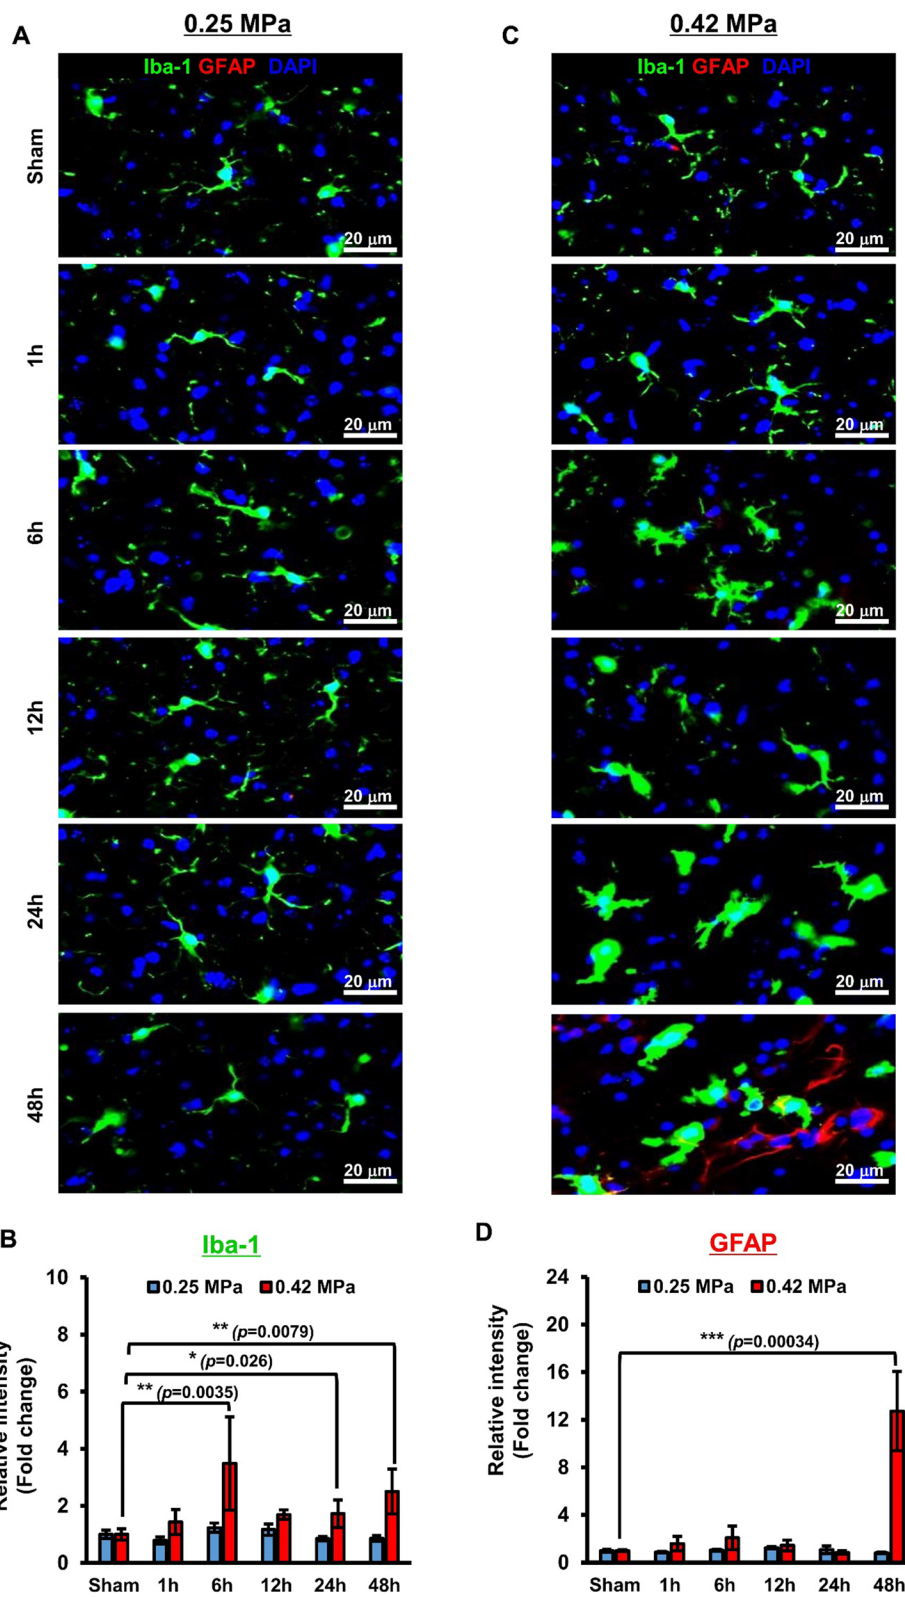 A
0.25 MPa
C
0.42 MPa
Iba-1 GFAP DAPI
Iba-1 GFAP DAPI
Sham
20 μm
20 μm
1h
20 μm
20 μm
6h
20 μm
20 μm
12h
20 μm
20 μm
24h
20 μm
20 μm
48h
20 μm
20 μm
B
Iba-1
Relative intensity
(Fold change)
0.25 MPa 0.42 MPa
** (p=0.0079)
* (p=0.026)
** (p=0.0035)
10
8
6
4
2
0
Sham 1h 6h 12h 24h 48h
D
GFAP
Relative intensity
(Fold change)
0.25 MPa 0.42 MPa
*** (p=0.00034)
24
20
16
12
8
4
0
Sham 1h 6h 12h 24h 48h